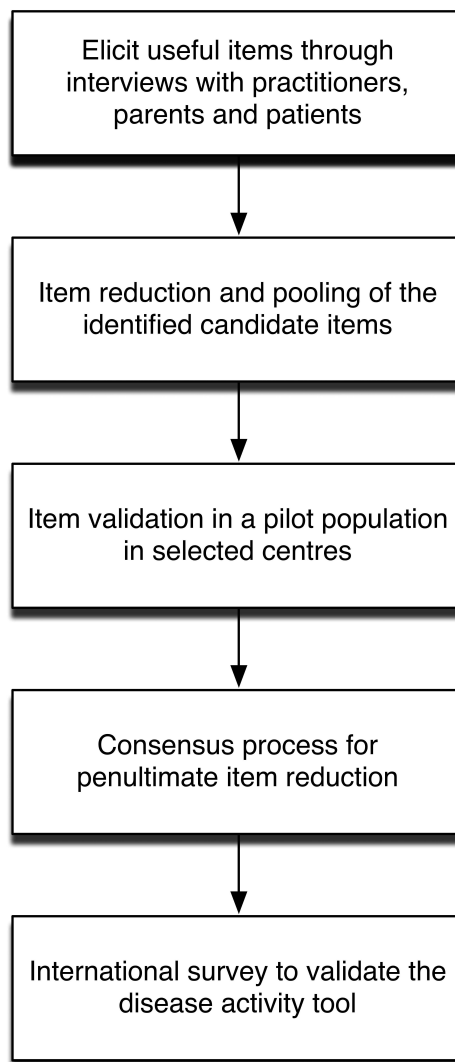 Elicit useful items through
interviews with practitioners,
parents and patients
Item reduction and pooling of the
identified candidate items
Item validation in a pilot population
in selected centres
Consensus process for
penultimate item reduction
International survey to validate the
disease activity tool